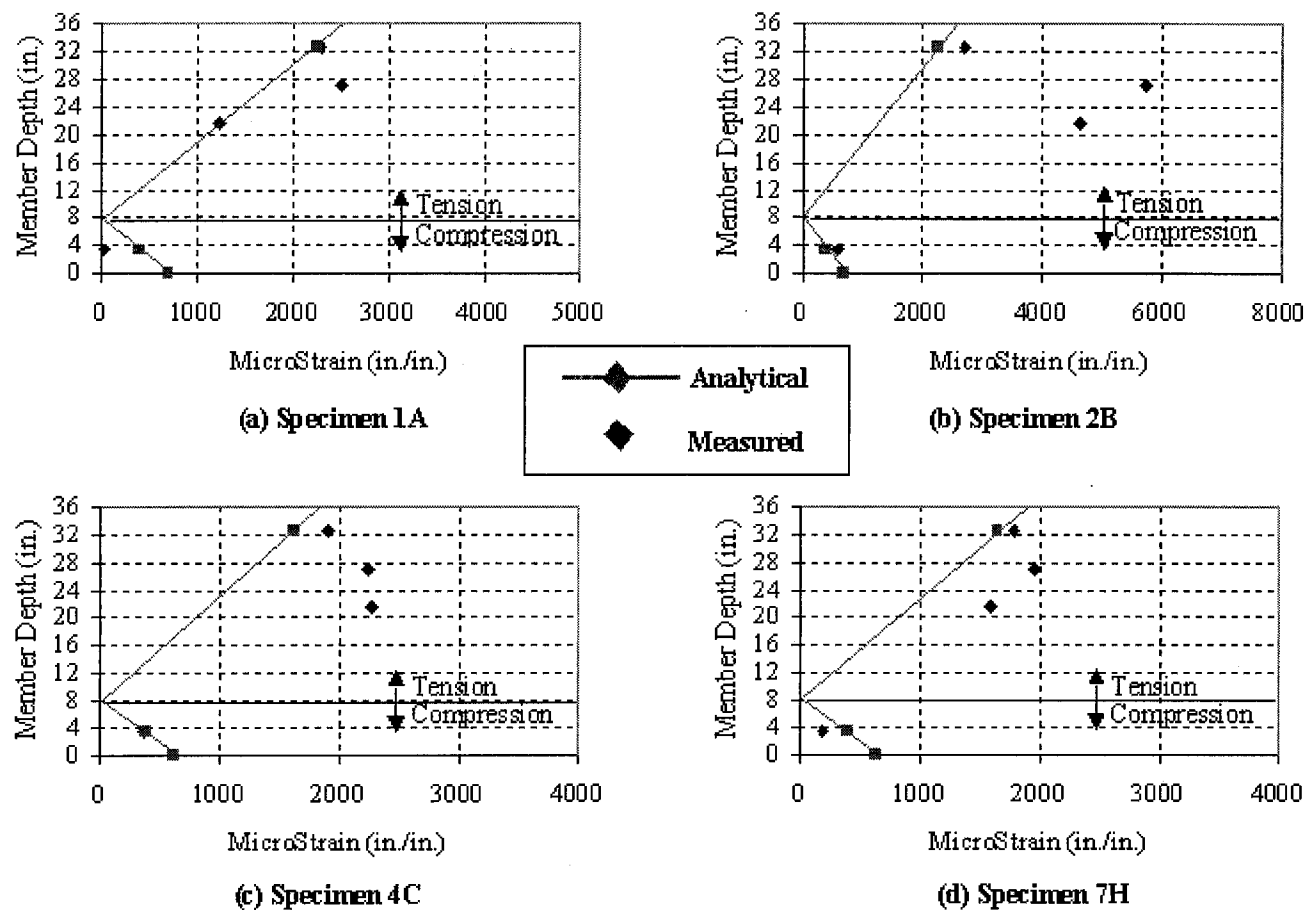 Member Depth (in.)
36
32
28
24
20
16
12
8
4
0
Tension
Compression
0 1000 2000 3000 4000 5000
MicroStrain (in./in.)
(a) Specimen 1A
Member Depth (in.)
36
32
28
24
20
16
12
8
4
0
Tension
Compression
0 2000 4000 6000 8000
MicroStrain (in./in.)
(b) Specimen 2B
Analytical
Measured
Member Depth (in.)
36
32
28
24
20
16
12
8
4
0
Tension
Compression
0 1000 2000 3000 4000
MicroStrain (in./in.)
(c) Specimen 4C
Member Depth (in.)
36
32
28
24
20
16
12
8
4
0
Tension
Compression
0 1000 2000 3000 4000
MicroStrain (in./in.)
(d) Specimen 7H